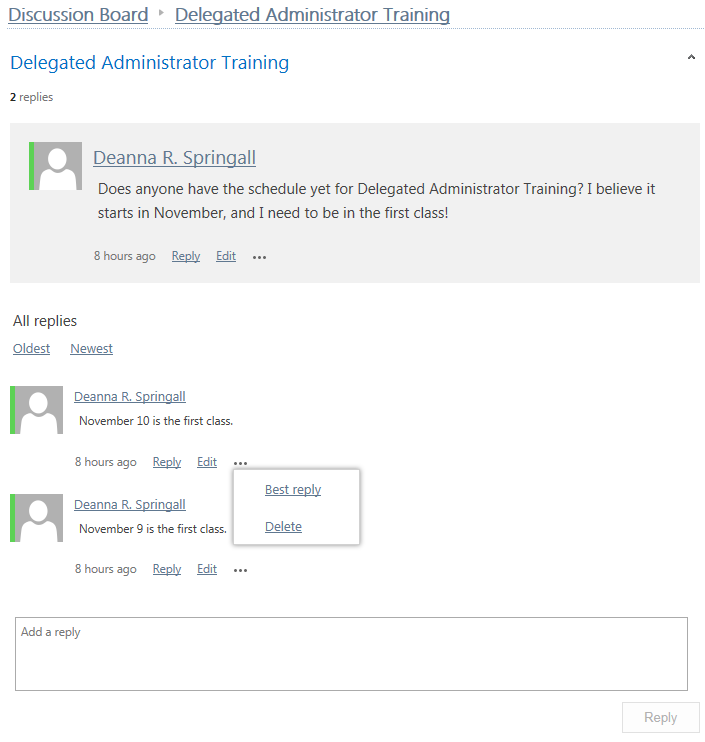 Discussion Board ▸ Delegated Administrator Training
Delegated Administrator Training
2 replies
Deanna R. Springall
Does anyone have the schedule yet for Delegated Administrator Training? I believe it
starts in November, and I need to be in the first class!
8 hours ago Reply Edit ...
All replies
Oldest Newest
Deanna R. Springall
November 10 is the first class.
8 hours ago Reply Edit ...
Best reply
Delete
Deanna R. Springall
November 9 is the first class.
8 hours ago Reply Edit ...
Add a reply
Reply